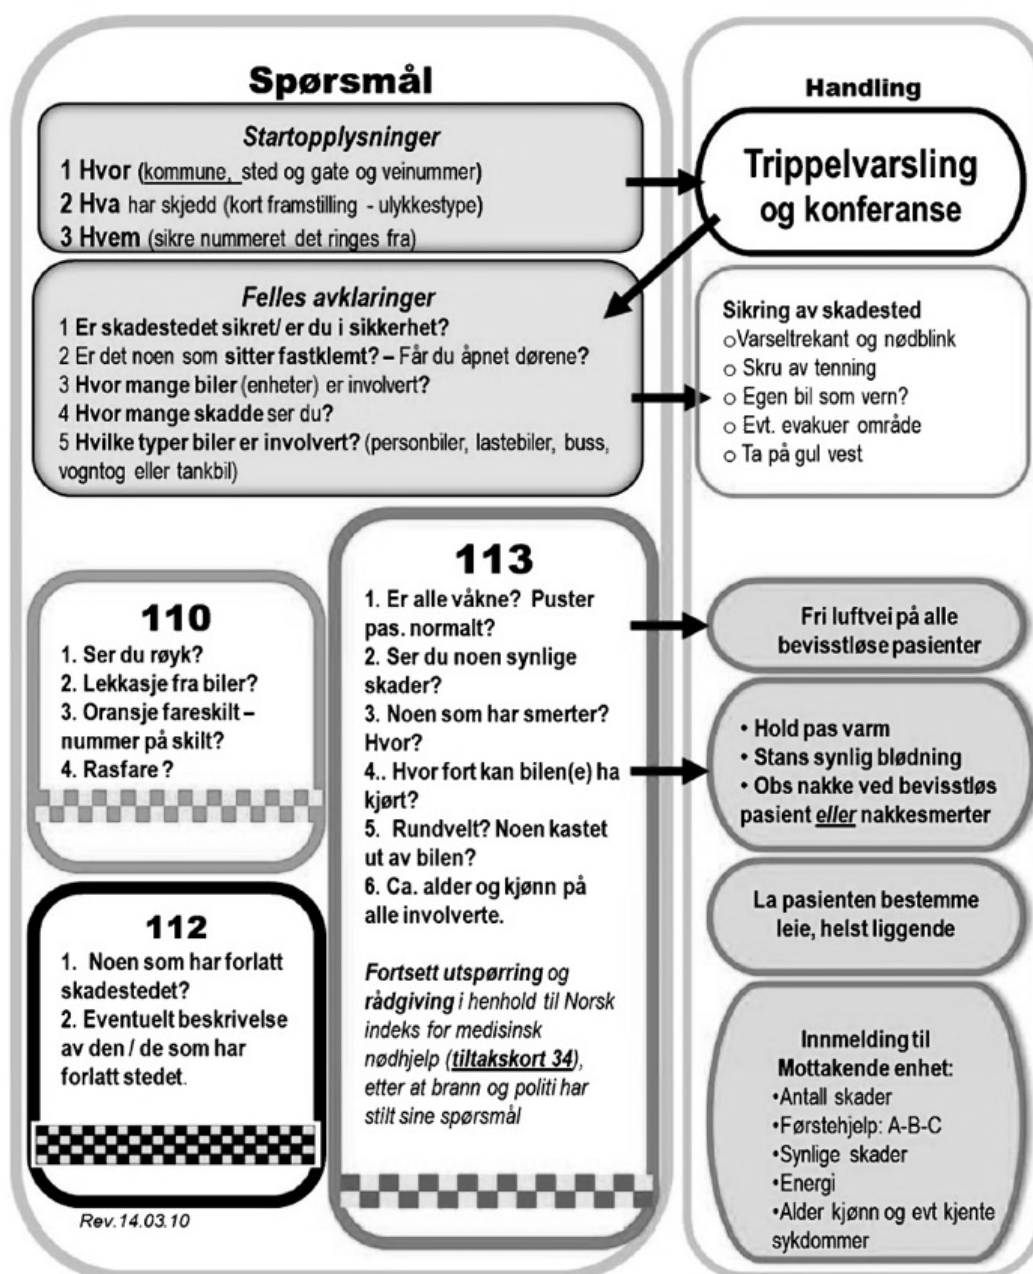 Spørsmål
Startopplysninger
1 Hvor (kommune, sted og gate og veinummer)
2 Hva har skjedd (kort framstilling - ulykkestype)
3 Hvem (sikre nummeret det ringes fra)
Felles avklaringer
1 Er skadestedet sikret/ er du i sikkerhet?
2 Er det noen som sitter fastklemt? – Får du åpnet dørene?
3 Hvor mange biler (enheter) er involvert?
4 Hvor mange skadde ser du?
5 Hvilke typer biler er involvert? (personbiler, lastebiler, buss,
vogntog eller tankbil)
110
1. Ser du røyk?
2. Lekkasje fra biler?
3. Oransje fareskilt –
nummer på skilt?
4. Rasfare ?
112
1. Noen som har forlatt
skadestedet?
2. Eventuelt beskrivelse
av den / de som har
forlatt stedet.
Rev.14.03.10
113
1. Er alle våkne? Puster
pas. normalt?
2. Ser du noen synlige
skader?
3. Noen som har smerter?
Hvor?
4.. Hvor fort kan bilen(e) ha
kjørt?
5. Rundvelt? Noen kastet
ut av bilen?
6. Ca. alder og kjønn på
alle involverte.
Fortsett utspørring og
rådgiving i henhold til Norsk
indeks for medisinsk
nødhjelp (tiltakskort 34),
etter at brann og politi har
stilt sine spørsmål
Handling
Trippelvarsling
og konferanse
Sikring av skadested
o Varseltrekant og nødblink
o Skru av tenning
o Egen bil som vern?
o Evt. evakuer område
o Ta på gul vest
Fri luftvei på alle
bevisstløse pasienter
• Hold pas varm
• Stans synlig blødning
• Obs nakke ved bevisstløs
pasient eller nakkesmerter
La pasienten bestemme
leie, helst liggende
Innmelding til
Mottakende enhet:
•Antall skader
•Førstehjelp: A-B-C
•Synlige skader
•Energi
•Alder kjønn og evt kjente
sykdommer